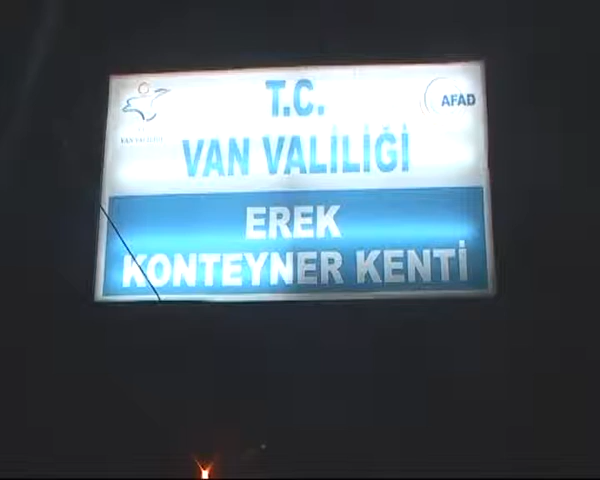 T.C.
AFAD
VAN VALİLİĞİ
EREK
KONTEYNER KENTİ